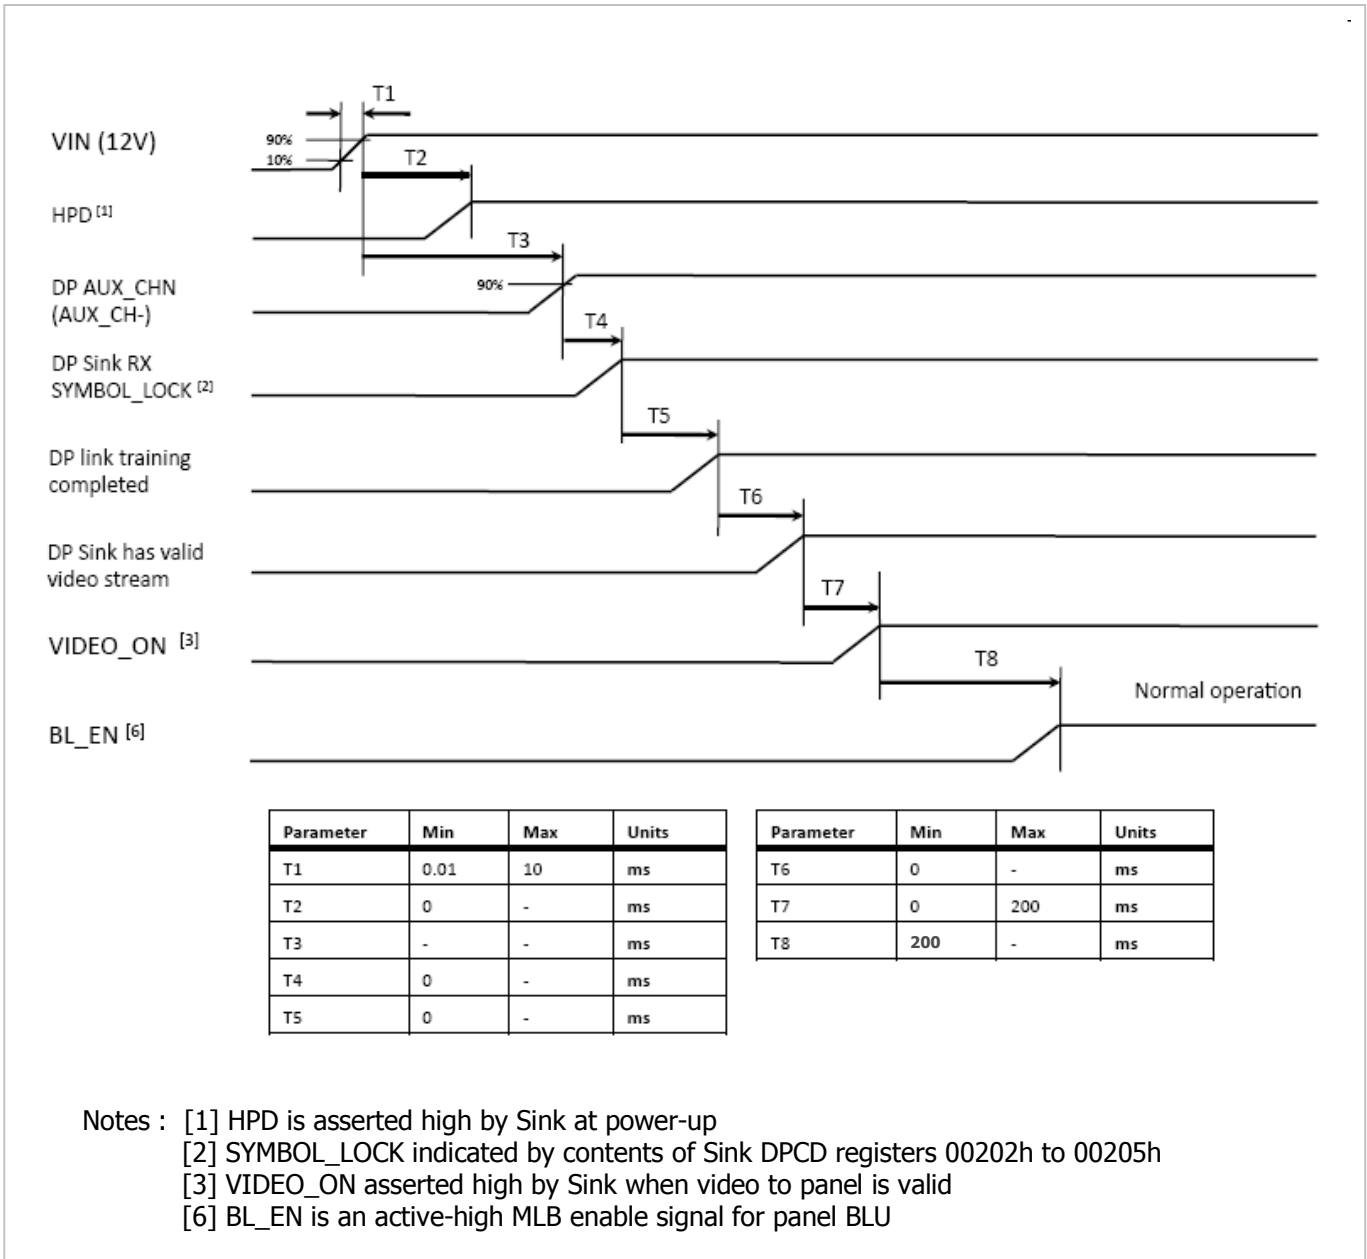 T1
VIN (12V)
90%
10%
T2
HPD [1]
T3
DP AUX_CHN
(AUX_CH-)
90%
T4
DP Sink RX
SYMBOL_LOCK [2]
T5
DP link training
completed
T6
DP Sink has valid
video stream
T7
VIDEO_ON [3]
T8
Normal operation
BL_EN [6]
Parameter Min Max Units
T1 0.01 10 ms
T2 0 - ms
T3 - - ms
T4 0 - ms
T5 0 - ms
Parameter Min Max Units
T6 0 - ms
T7 0 200 ms
T8 200 - ms
Notes : [1] HPD is asserted high by Sink at power-up
[2] SYMBOL_LOCK indicated by contents of Sink DPCD registers 00202h to 00205h
[3] VIDEO_ON asserted high by Sink when video to panel is valid
[6] BL_EN is an active-high MLB enable signal for panel BLU